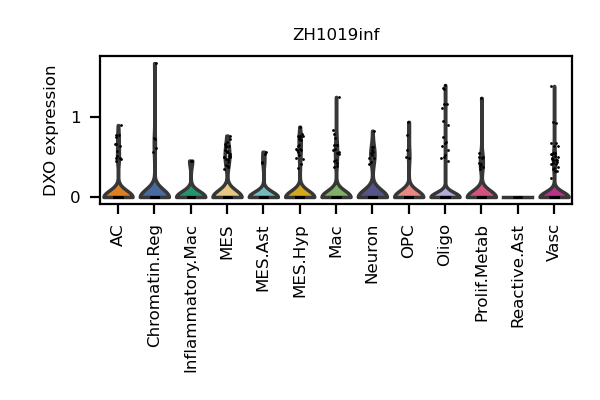 ZH1019inf
DXO expression
1
0
AC
Chromatin.Reg
Inflammatory.Mac
MES
MES.Ast
MES.Hyp
Mac
Neuron
OPC
Oligo
Prolif.Metab
Reactive.Ast
Vasc